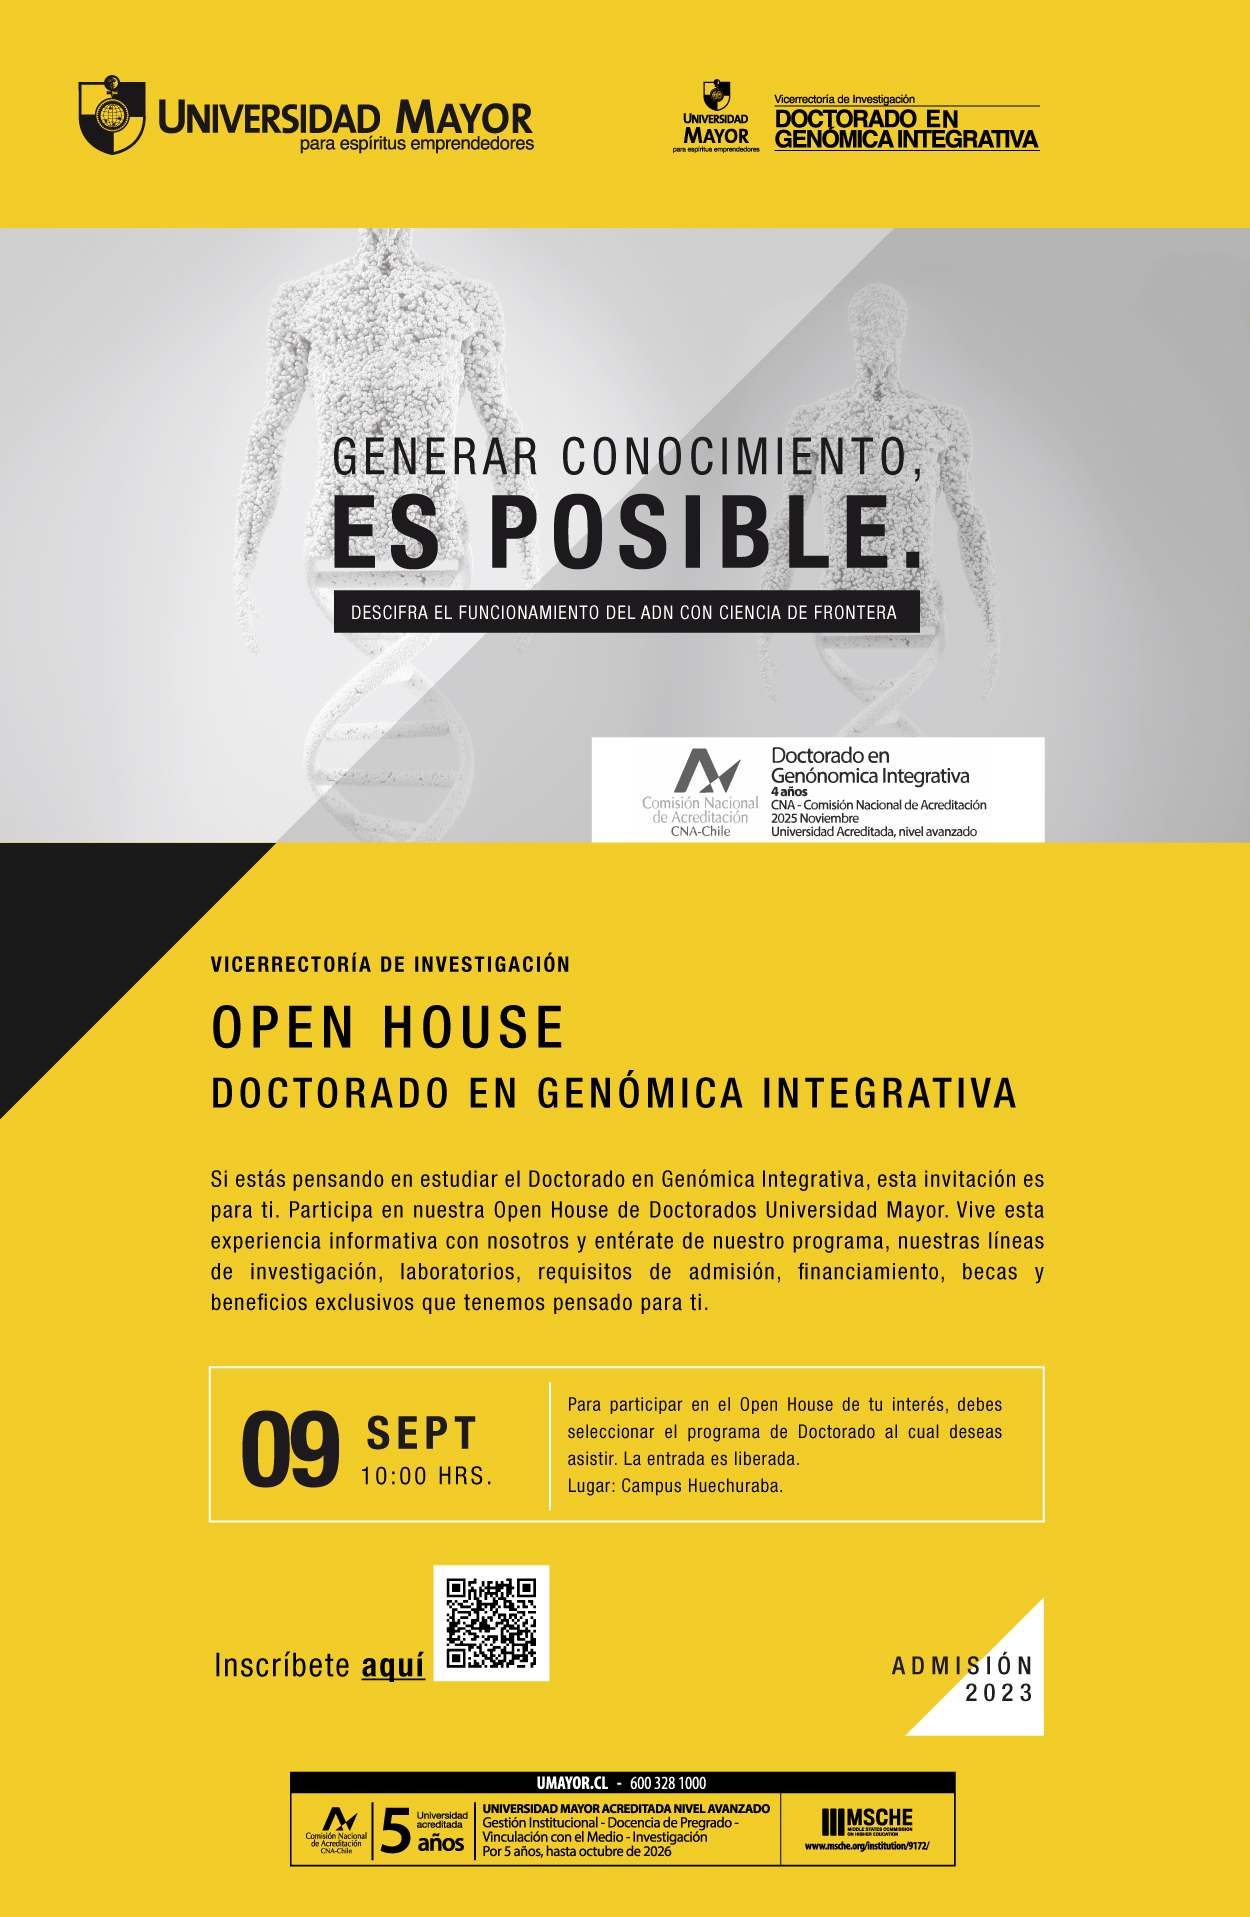 UNIVERSIDAD MAYOR
para espíritus emprendedores
UNIVERSIDAD
MAYOR
para espíritus emprendedores
Vicerrectoría de Investigación
DOCTORADO EN
GENÓMICA INTEGRATIVA
GENERAR CONOCIMIENTO,
ES POSIBLE.
DESCIFRA EL FUNCIONAMIENTO DEL ADN CON CIENCIA DE FRONTERA
Comisión Nacional
de Acreditación
CNA-Chile
Doctorado en
Genónomica Integrativa
4 años
CNA - Comisión Nacional de Acreditación
2025 Noviembre
Universidad Acreditada, nivel avanzado
VICERRECTORÍA DE INVESTIGACIÓN
OPEN HOUSE
DOCTORADO EN GENÓMICA INTEGRATIVA
Si estás pensando en estudiar el Doctorado en Genómica Integrativa, esta invitación es
para ti. Participa en nuestra Open House de Doctorados Universidad Mayor. Vive esta
experiencia informativa con nosotros y entérate de nuestro programa, nuestras líneas
de investigación, laboratorios, requisitos de admisión, financiamiento, becas y
beneficios exclusivos que tenemos pensado para ti.
09 SEPT
10:00 HRS.
Para participar en el Open House de tu interés, debes
seleccionar el programa de Doctorado al cual deseas
asistir. La entrada es liberada.
Lugar: Campus Huechuraba.
Inscríbete aquí
ADMISIÓN
2023
UMAYOR.CL - 600 328 1000
Comisión Nacional
de Acreditación
CNA-Chile
5 años
Universidad
acreditada
UNIVERSIDAD MAYOR ACREDITADA NIVEL AVANZADO
Gestión Institucional - Docencia de Pregrado -
Vinculación con el Medio - Investigación
Por 5 años, hasta octubre de 2026
MSCHE
MIDDLE STATES COMMISSION
ON HIGHER EDUCATION
www.msche.org/institution/9172/